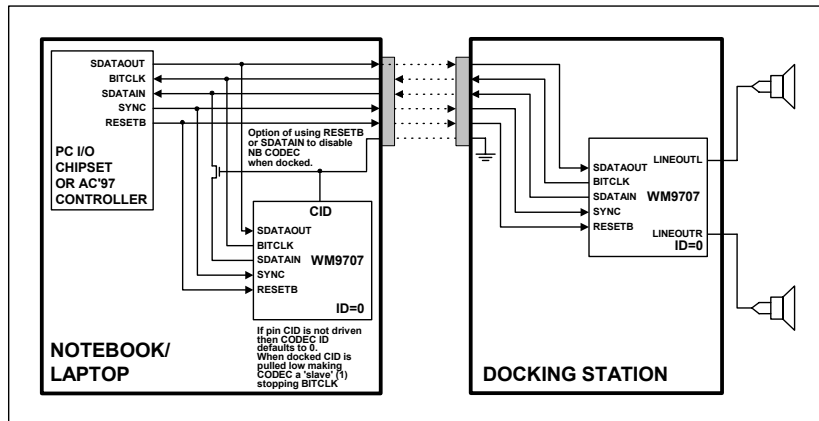 SDATAOUT
BITCLK
SDATAIN
SYNC
RESETB
PC I/O
CHIPSET
OR AC'97
CONTROLLER
Option of using RESETB
or SDATAIN to disable
NB CODEC
when docked.
CID
SDATAOUT
BITCLK
SDATAIN WM9707
SYNC
RESETB
ID=0
If pin CID is not driven
then CODEC ID
defaults to 0.
When docked CID is
pulled low making
CODEC a 'slave' (1)
stopping BITCLK
NOTEBOOK/
LAPTOP
LINEOUTL
SDATAOUT
BITCLK
SDATAIN WM9707
SYNC
RESETB
LINEOUTR
ID=0
DOCKING STATION